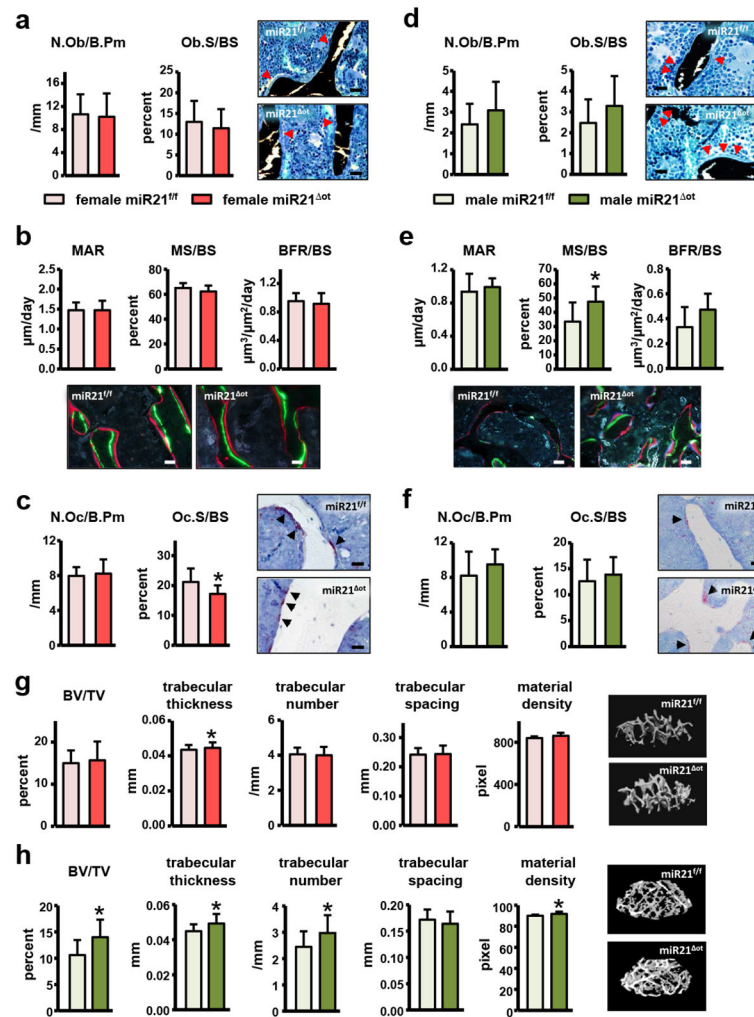 a
N.Ob/B.Pm
Ob.S/BS
/mm
15
10
5
0
percent
25
20
15
10
5
0
miR21f/f
miR21Δot
female miR21f/f
female miR21Δot
d
N.Ob/B.Pm
Ob.S/BS
/mm
6
5
4
3
2
1
0
percent
6
5
4
3
2
1
0
miR21f/f
miR21Δot
male miR21f/f
male miR21Δot
b
MAR
MS/BS
BFR/BS
µm/day
2.5
2.0
1.5
1.0
0.5
0.0
percent
80
60
40
20
0
µm³/µm²/day
1.6
1.2
0.8
0.4
0.0
miR21f/f
miR21Δot
e
MAR
MS/BS
BFR/BS
µm/day
1.2
0.8
0.4
0.0
percent
70
60
50
40
30
20
10
0
*
µm³/µm²/day
0.8
0.6
0.4
0.2
0.0
miR21f/f
miR21Δot
c
N.Oc/B.Pm
Oc.S/BS
/mm
16
12
8
4
0
percent
40
30
20
10
0
*
miR21f/f
miR21Δot
f
N.Oc/B.Pm
Oc.S/BS
/mm
16
12
8
4
0
percent
25
20
15
10
5
0
miR21
g
BV/TV
trabecular
thickness
trabecular
number
trabecular
spacing
material
density
percent
20
10
0
mm
0.06
0.04
0.02
0.00
*
/mm
6
4
2
0
mm
0.30
0.20
0.10
0.00
pixel
800
400
0
miR21f/f
miR21Δot
h
BV/TV
trabecular
thickness
trabecular
number
trabecular
spacing
material
density
percent
20
15
10
5
0
*
mm
0.06
0.04
0.02
0.00
*
/mm
4
3
2
1
0
*
mm
0.20
0.15
0.10
0.05
0.00
pixel
100
80
60
40
20
0
*
miR21f/f
miR21Δot